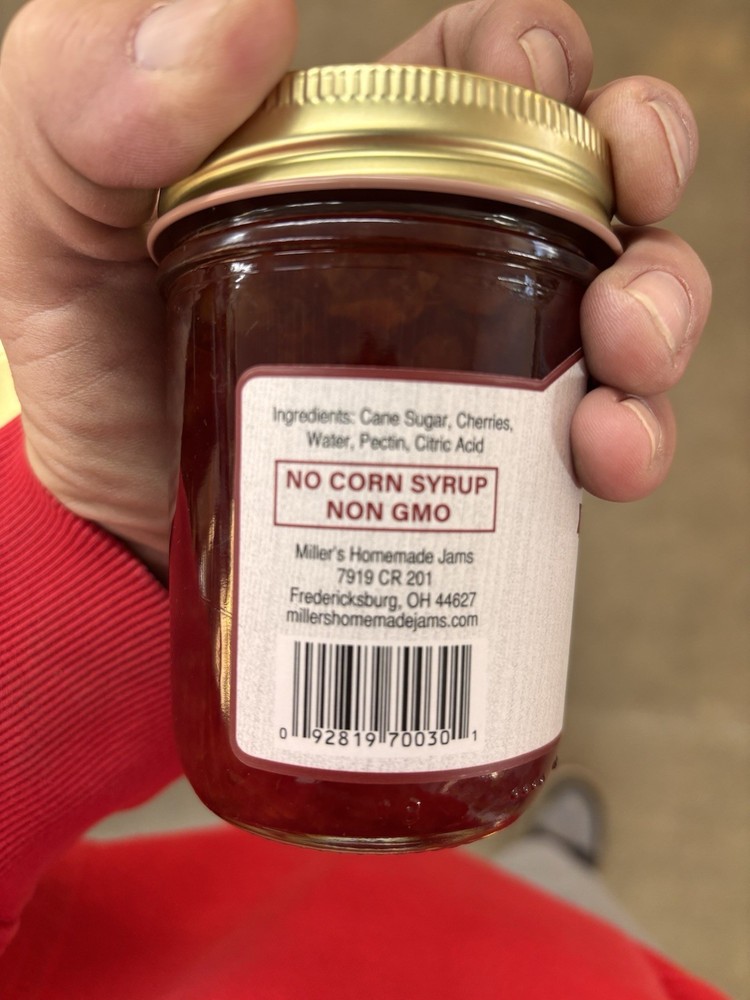 Ingredients: Cane Sugar, Cherries,
Water, Pectin, Citric Acid
NO CORN SYRUP
NON GMO
Miller's Homemade Jams
7919 CR 201
Fredericksburg, OH 44627
millershomemadejams.com
0 92819 70030 1